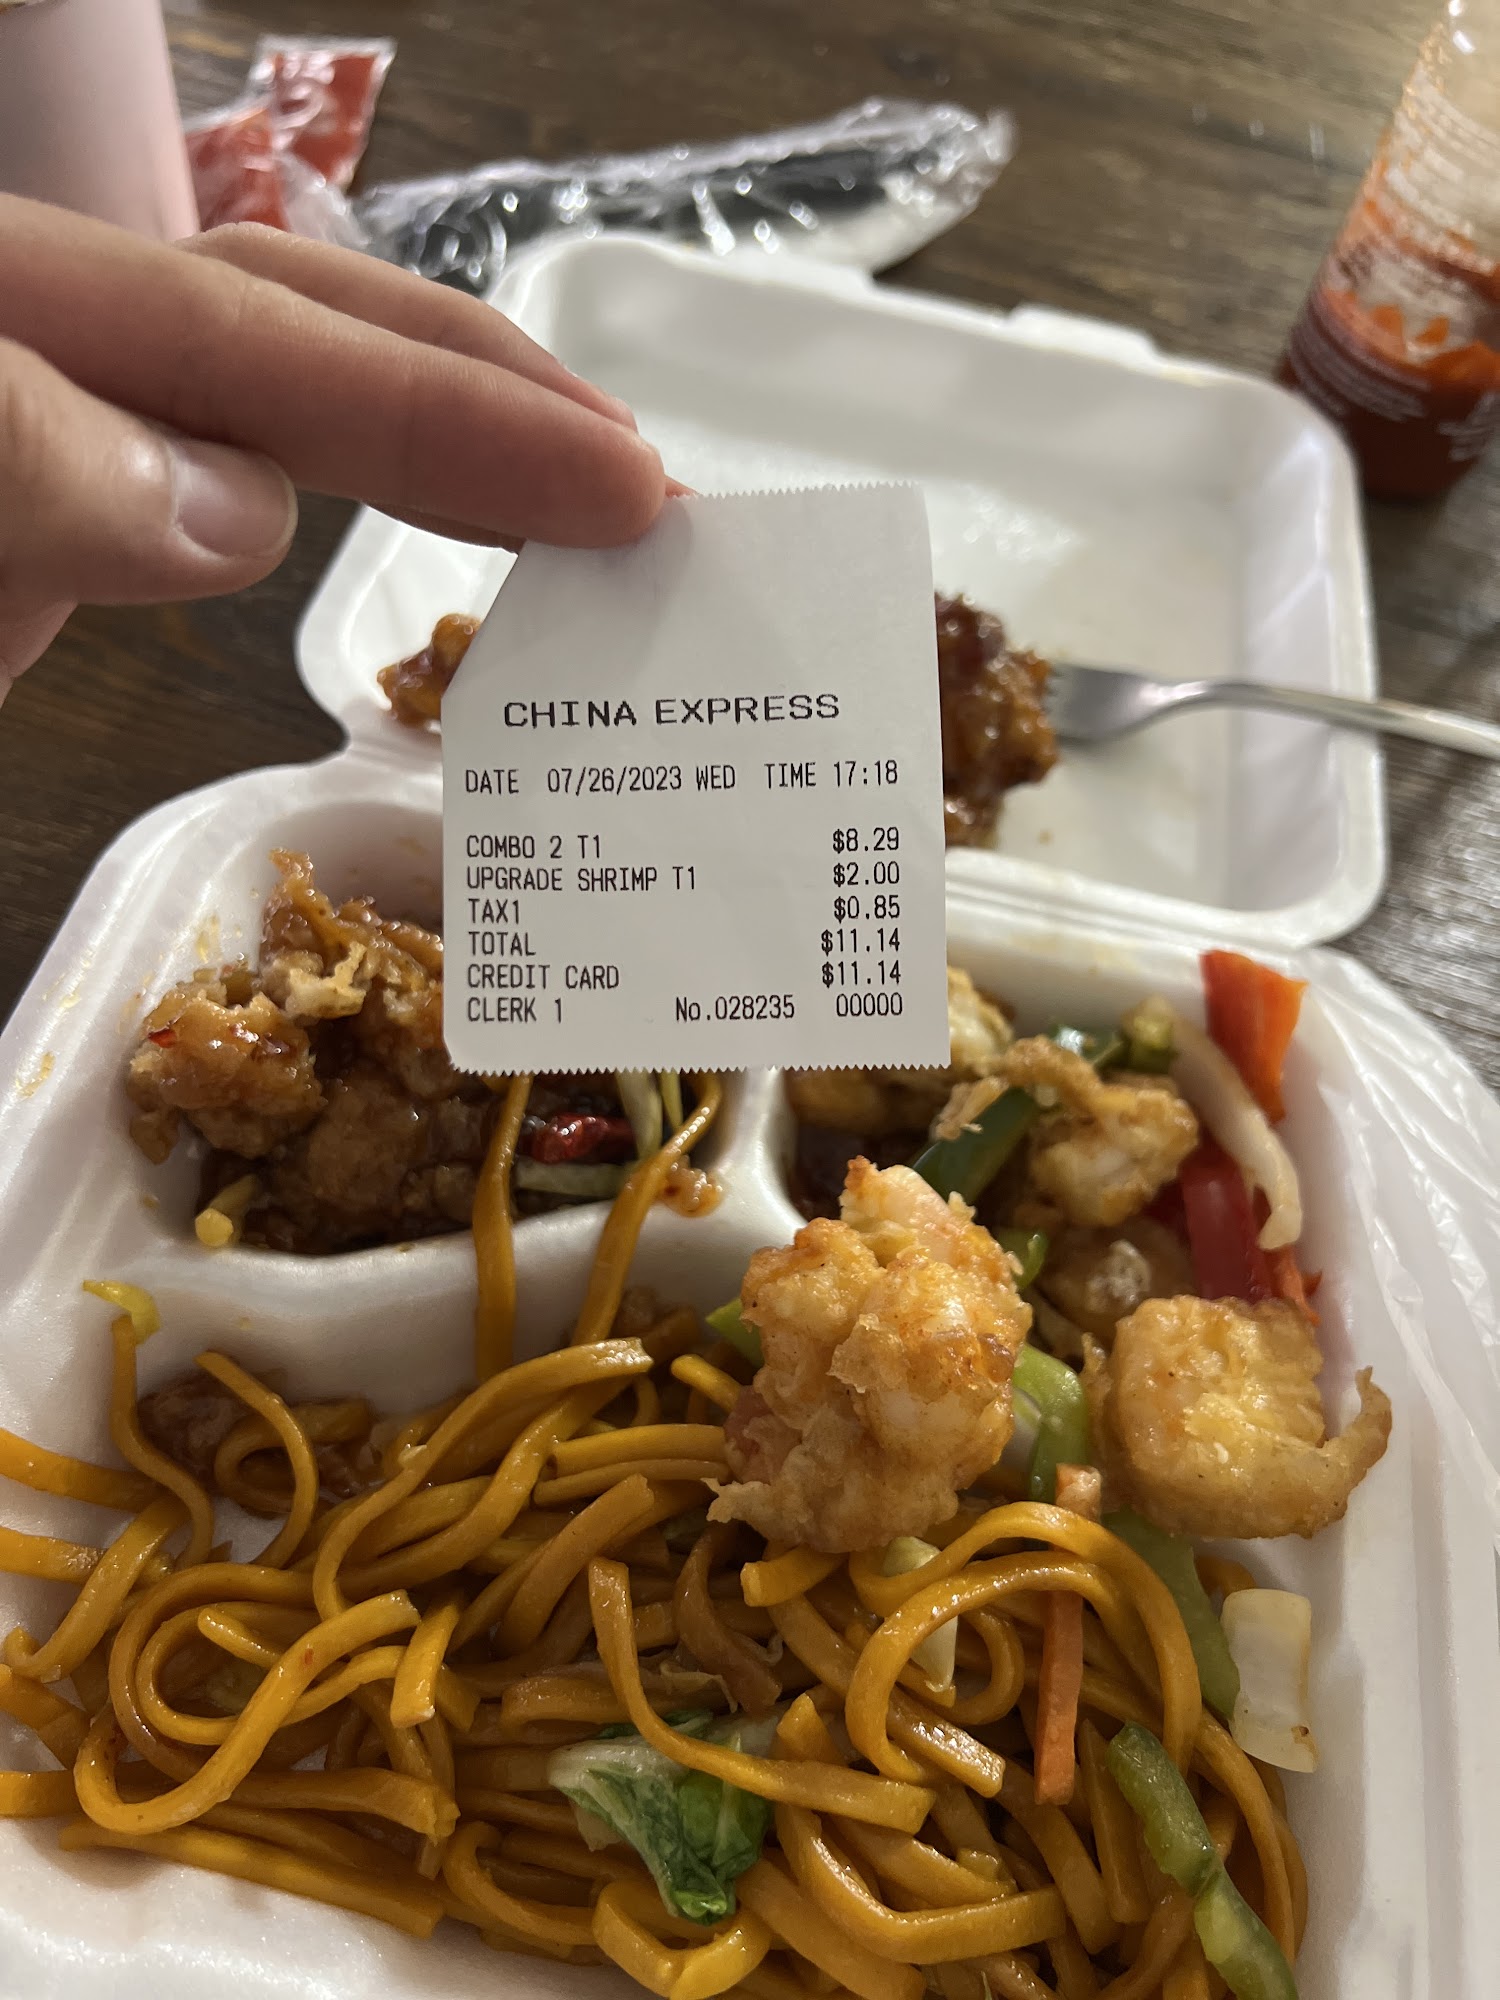 CHINA EXPRESS
DATE 07/26/2023 WED TIME 17:18
COMBO 2 T1 $8.29
UPGRADE SHRIMP T1 $2.00
TAX1 $0.85
TOTAL $11.14
CREDIT CARD $11.14
CLERK 1 No.028235 00000